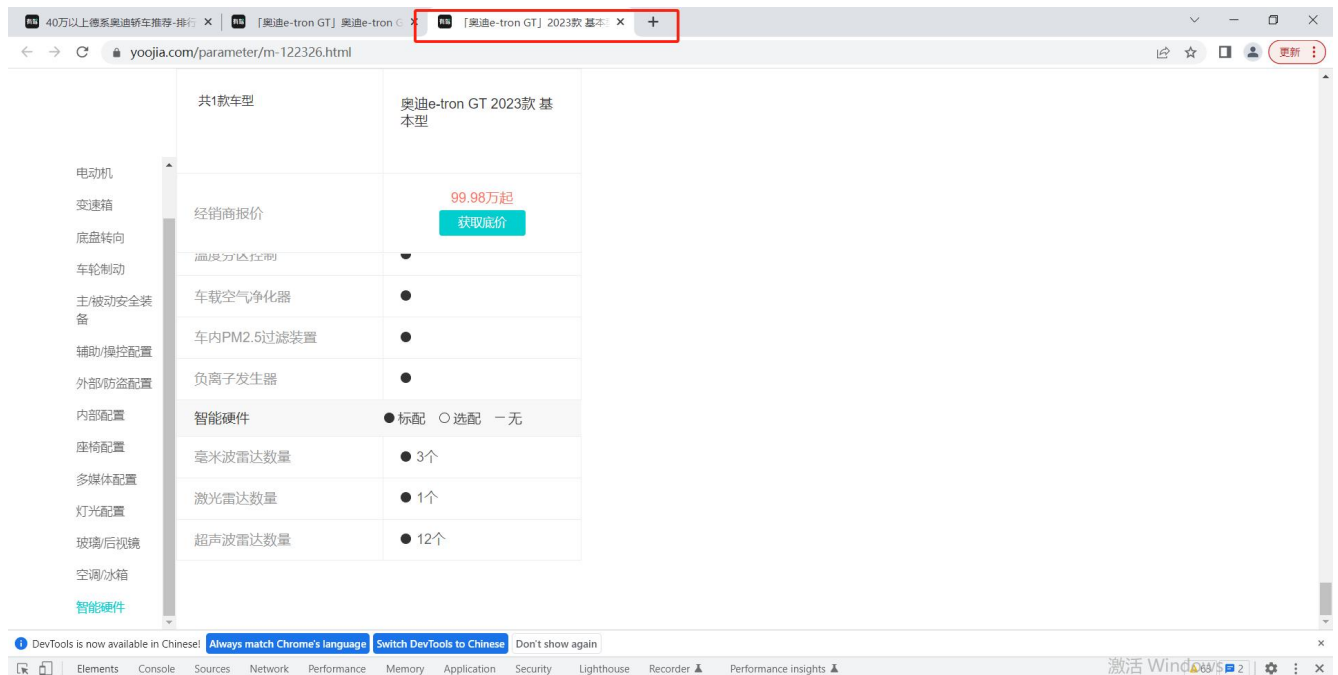 40万以上德系奥迪轿车推荐-排行
「奥迪e-tron GT」奥迪e-tron G
「奥迪e-tron GT」2023款 基本
yoojia.com/parameter/m-122326.html
更新
共1款车型
奥迪e-tron GT 2023款 基
本型
电动机
变速箱
底盘转向
车轮制动
主/被动安全装
备
辅助/操控配置
外部/防盗配置
内部配置
座椅配置
多媒体配置
灯光配置
玻璃/后视镜
空调/冰箱
智能硬件
经销商报价
99.98万起
获取底价
温度分区控制 ●
车载空气净化器 ●
车内PM2.5过滤装置 ●
负离子发生器 ●
智能硬件 ●标配 ○选配 －无
毫米波雷达数量 ● 3个
激光雷达数量 ● 1个
超声波雷达数量 ● 12个
DevTools is now available in Chinese! Always match Chrome's language Switch DevTools to Chinese Don't show again
Elements Console Sources Network Performance Memory Application Security Lighthouse Recorder Performance insights 2
激活 Windows